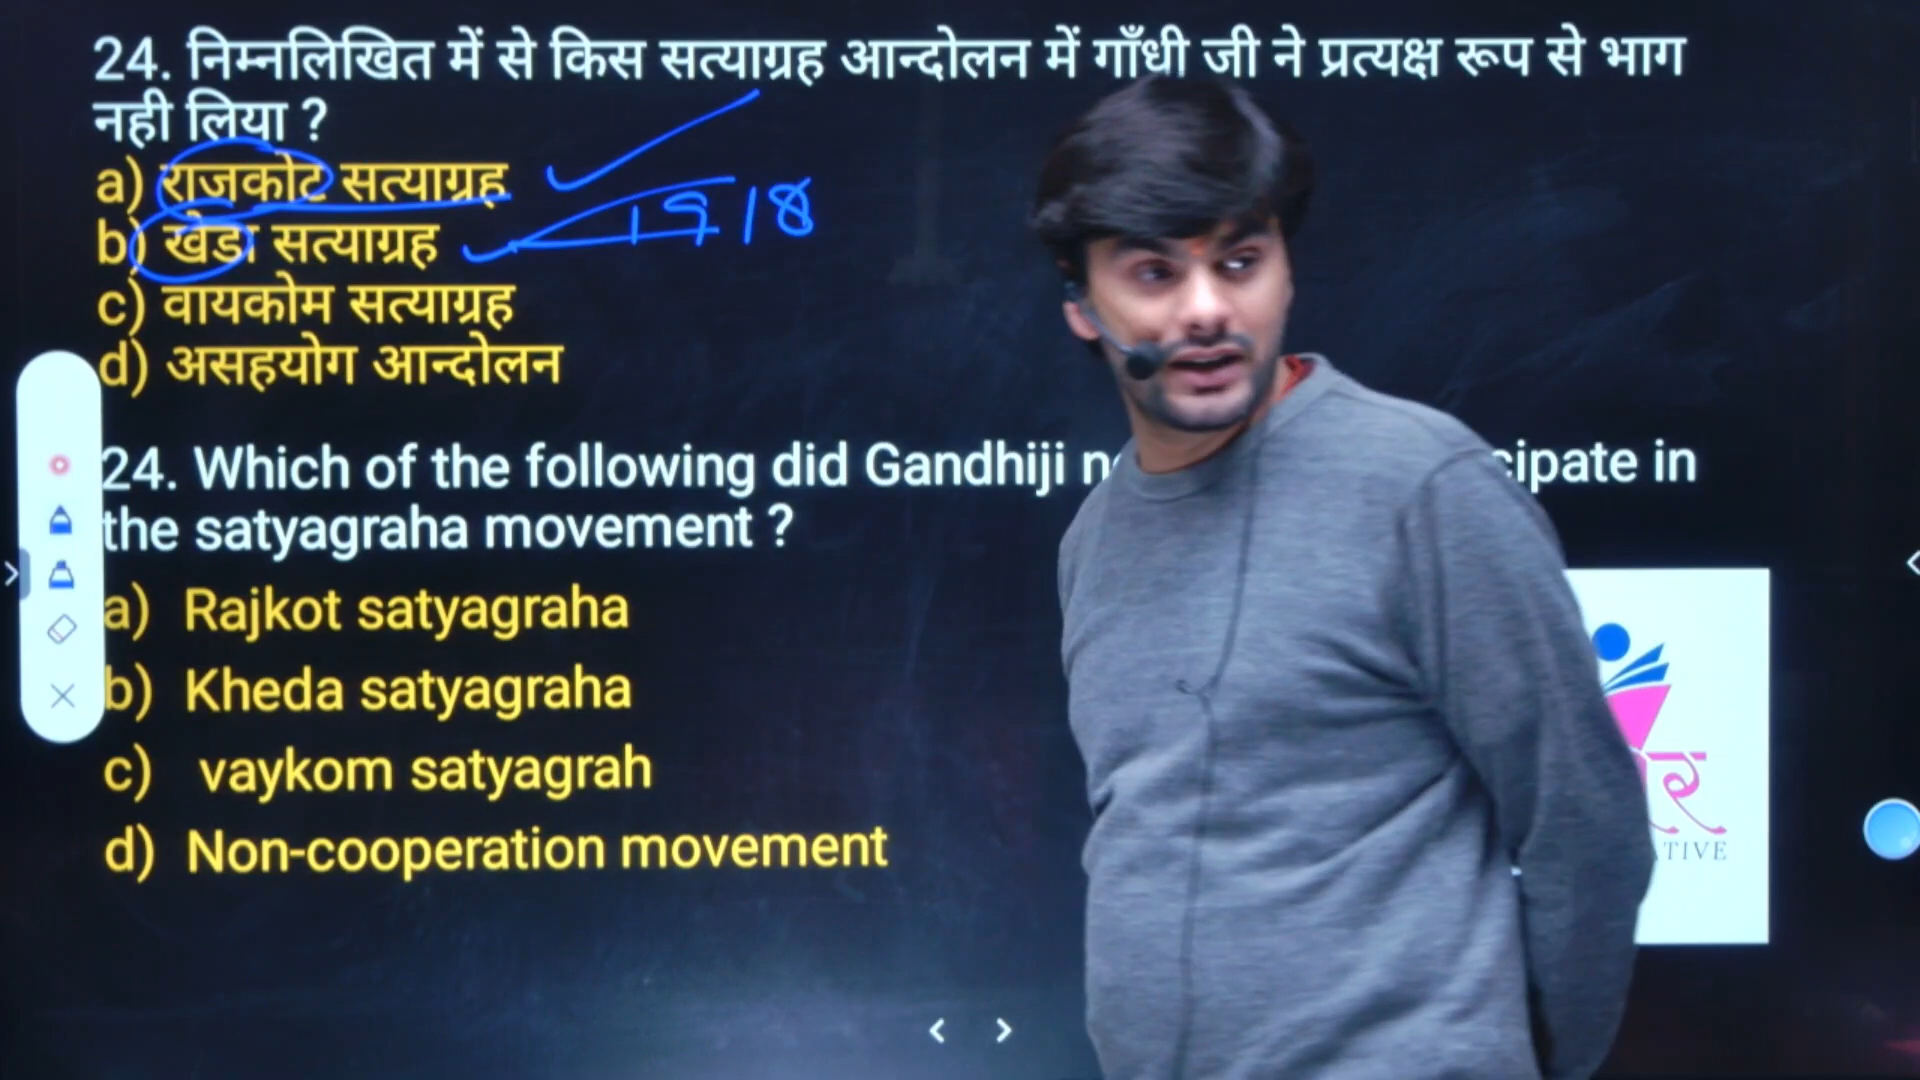 24. निम्नलिखित में से किस सत्याग्रह आन्दोलन में गाँधी जी ने प्रत्यक्ष रूप से भाग
नही लिया ?
a) राजकोट सत्याग्रह
b) खेडा सत्याग्रह 1918
c) वायकोम सत्याग्रह
d) असहयोग आन्दोलन
24. Which of the following did Gandhiji in
the satyagraha movement ?
a) Rajkot satyagraha
b) Kheda satyagraha
c) vaykom satyagrah
d) Non-cooperation movement